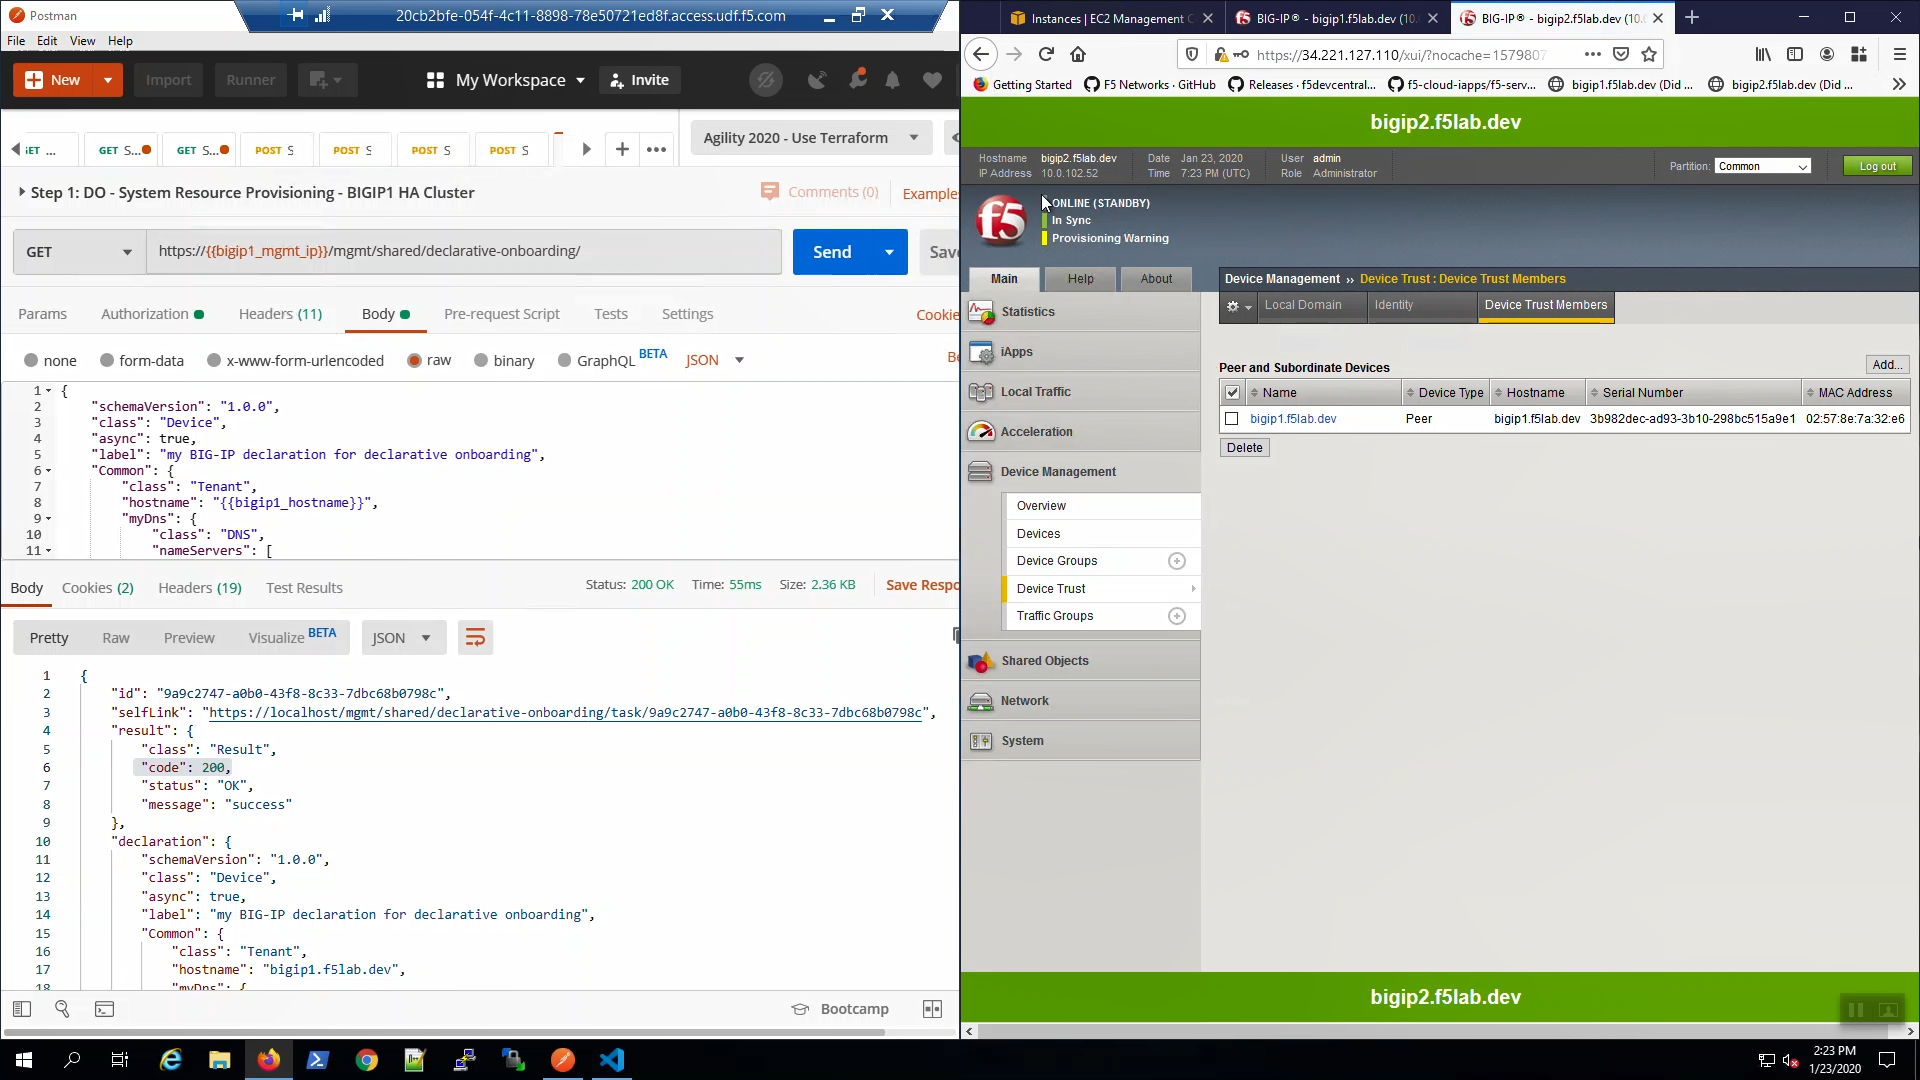 Postman
20cb2bfe-054f-4c11-8898-78e50721ed8f.access.udf.f5.com
File Edit View Help
New Import Runner My Workspace Invite
GET S... GET S... POST S POST S POST S POST S Agility 2020 - Use Terraform
Step 1: DO - System Resource Provisioning - BIGIP1 HA Cluster
Comments (0) Examples
GET https://{{bigip1_mgmt_ip}}/mgmt/shared/declarative-onboarding/ Send
Params Authorization Headers (11) Body Pre-request Script Tests Settings Cookie
none form-data x-www-form-urlencoded raw binary GraphQL BETA JSON Be
1 {
2 "schemaVersion": "1.0.0",
3 "class": "Device",
4 "async": true,
5 "label": "my BIG-IP declaration for declarative onboarding",
6 "Common": {
7 "class": "Tenant",
8 "hostname": "{{bigip1_hostname}}",
9 "myDns": {
10 "class": "DNS",
11 "nameServers": [
Body Cookies (2) Headers (19) Test Results Status: 200 OK Time: 55ms Size: 2.36 KB Save Respo
Pretty Raw Preview Visualize BETA JSON
1 {
2 "id": "9a9c2747-a0b0-43f8-8c33-7dbc68b0798c",
3 "selfLink": "https://localhost/mgmt/shared/declarative-onboarding/task/9a9c2747-a0b0-43f8-8c33-7dbc68b0798c",
4 "result": {
5 "class": "Result",
6 "code": 200,
7 "status": "OK",
8 "message": "success"
9 },
10 "declaration": {
11 "schemaVersion": "1.0.0",
12 "class": "Device",
13 "async": true,
14 "label": "my BIG-IP declaration for declarative onboarding",
15 "Common": {
16 "class": "Tenant",
17 "hostname": "bigip1.f5lab.dev",
18 "myDns": {
Bootcamp
Instances | EC2 Management C BIG-IP® - bigip1.f5lab.dev (10. BIG-IP® - bigip2.f5lab.dev (10.
https://34.221.127.110/xui/?nocache=1579807
Getting Started F5 Networks · GitHub Releases · f5devcentral... f5-cloud-iapps/f5-serv... bigip1.f5lab.dev (Did ... bigip2.f5lab.dev (Did ...
bigip2.f5lab.dev
Hostname bigip2.f5lab.dev Date Jan 23, 2020 User admin
IP Address 10.0.102.52 Time 7:23 PM (UTC) Role Administrator
Partition: Common Log out
f5
ONLINE (STANDBY)
In Sync
Provisioning Warning
Main Help About
Device Management ›› Device Trust : Device Trust Members
Local Domain Identity Device Trust Members
Statistics
iApps
Local Traffic
Acceleration
Device Management
Overview
Devices
Device Groups
Device Trust
Traffic Groups
Shared Objects
Network
System
Peer and Subordinate Devices Add...
Name Device Type Hostname Serial Number MAC Address
bigip1.f5lab.dev Peer bigip1.f5lab.dev 3b982dec-ad93-3b10-298bc515a9e1 02:57:8e:7a:32:e6
Delete
bigip2.f5lab.dev
2:23 PM
1/23/2020